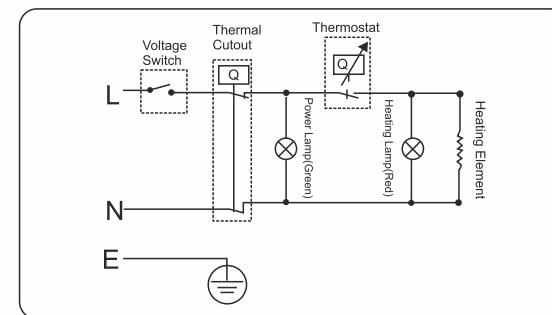 Thermal
Cutout
Thermostat
Voltage
Switch
Q
Q
L
Power Lamp(Green)
Heating Lamp(Red)
Heating Element
N
E